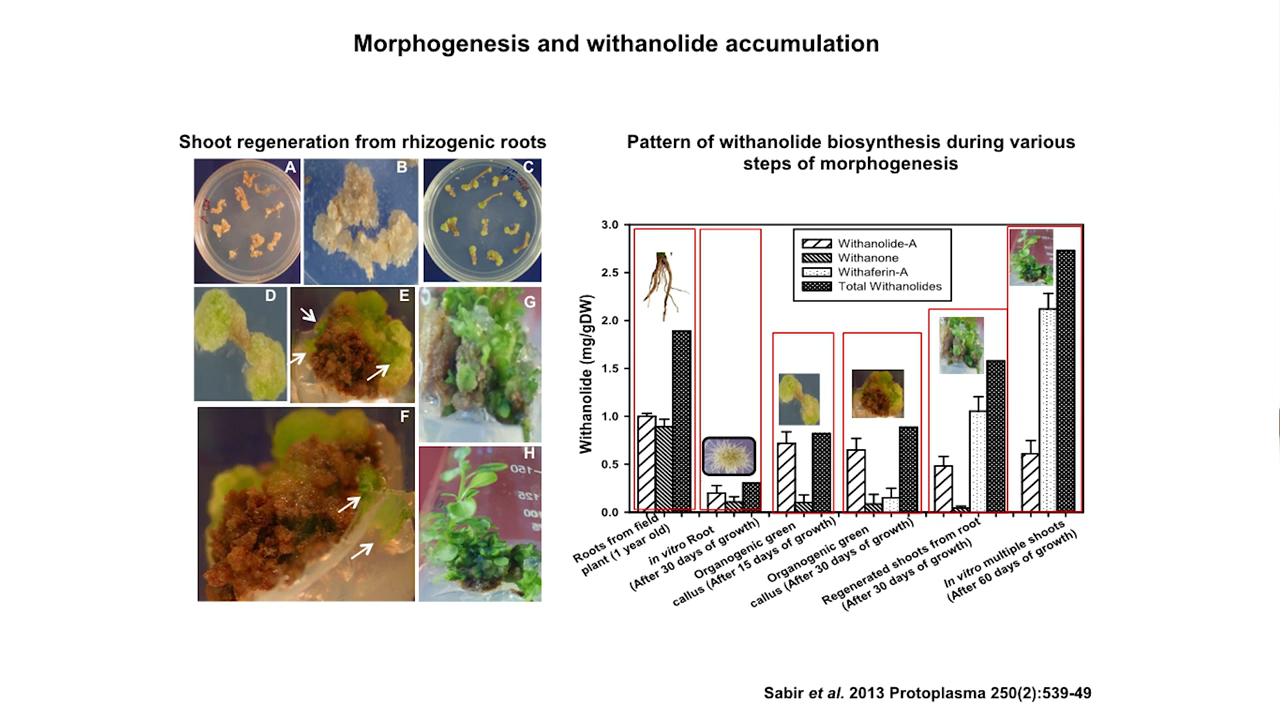 Morphogenesis and withanolide accumulation
Shoot regeneration from rhizogenic roots
A
B
C
D
E
G
F
H
Pattern of withanolide biosynthesis during various
steps of morphogenesis
Withanolide (mg/gDW)
3.0
2.5
2.0
1.5
1.0
0.5
0.0
Withanolide-A
Withanone
Withaferin-A
Total Withanolides
Roots from field
plant (1 year old)
in vitro Root
(After 30 days of growth)
Organogenic green
callus (After 15 days of growth)
Organogenic green
callus (After 30 days of growth)
Regenerated shoots from root
(After 30 days of growth)
In vitro multiple shoots
(After 60 days of growth)
Sabir et al. 2013 Protoplasma 250(2):539-49